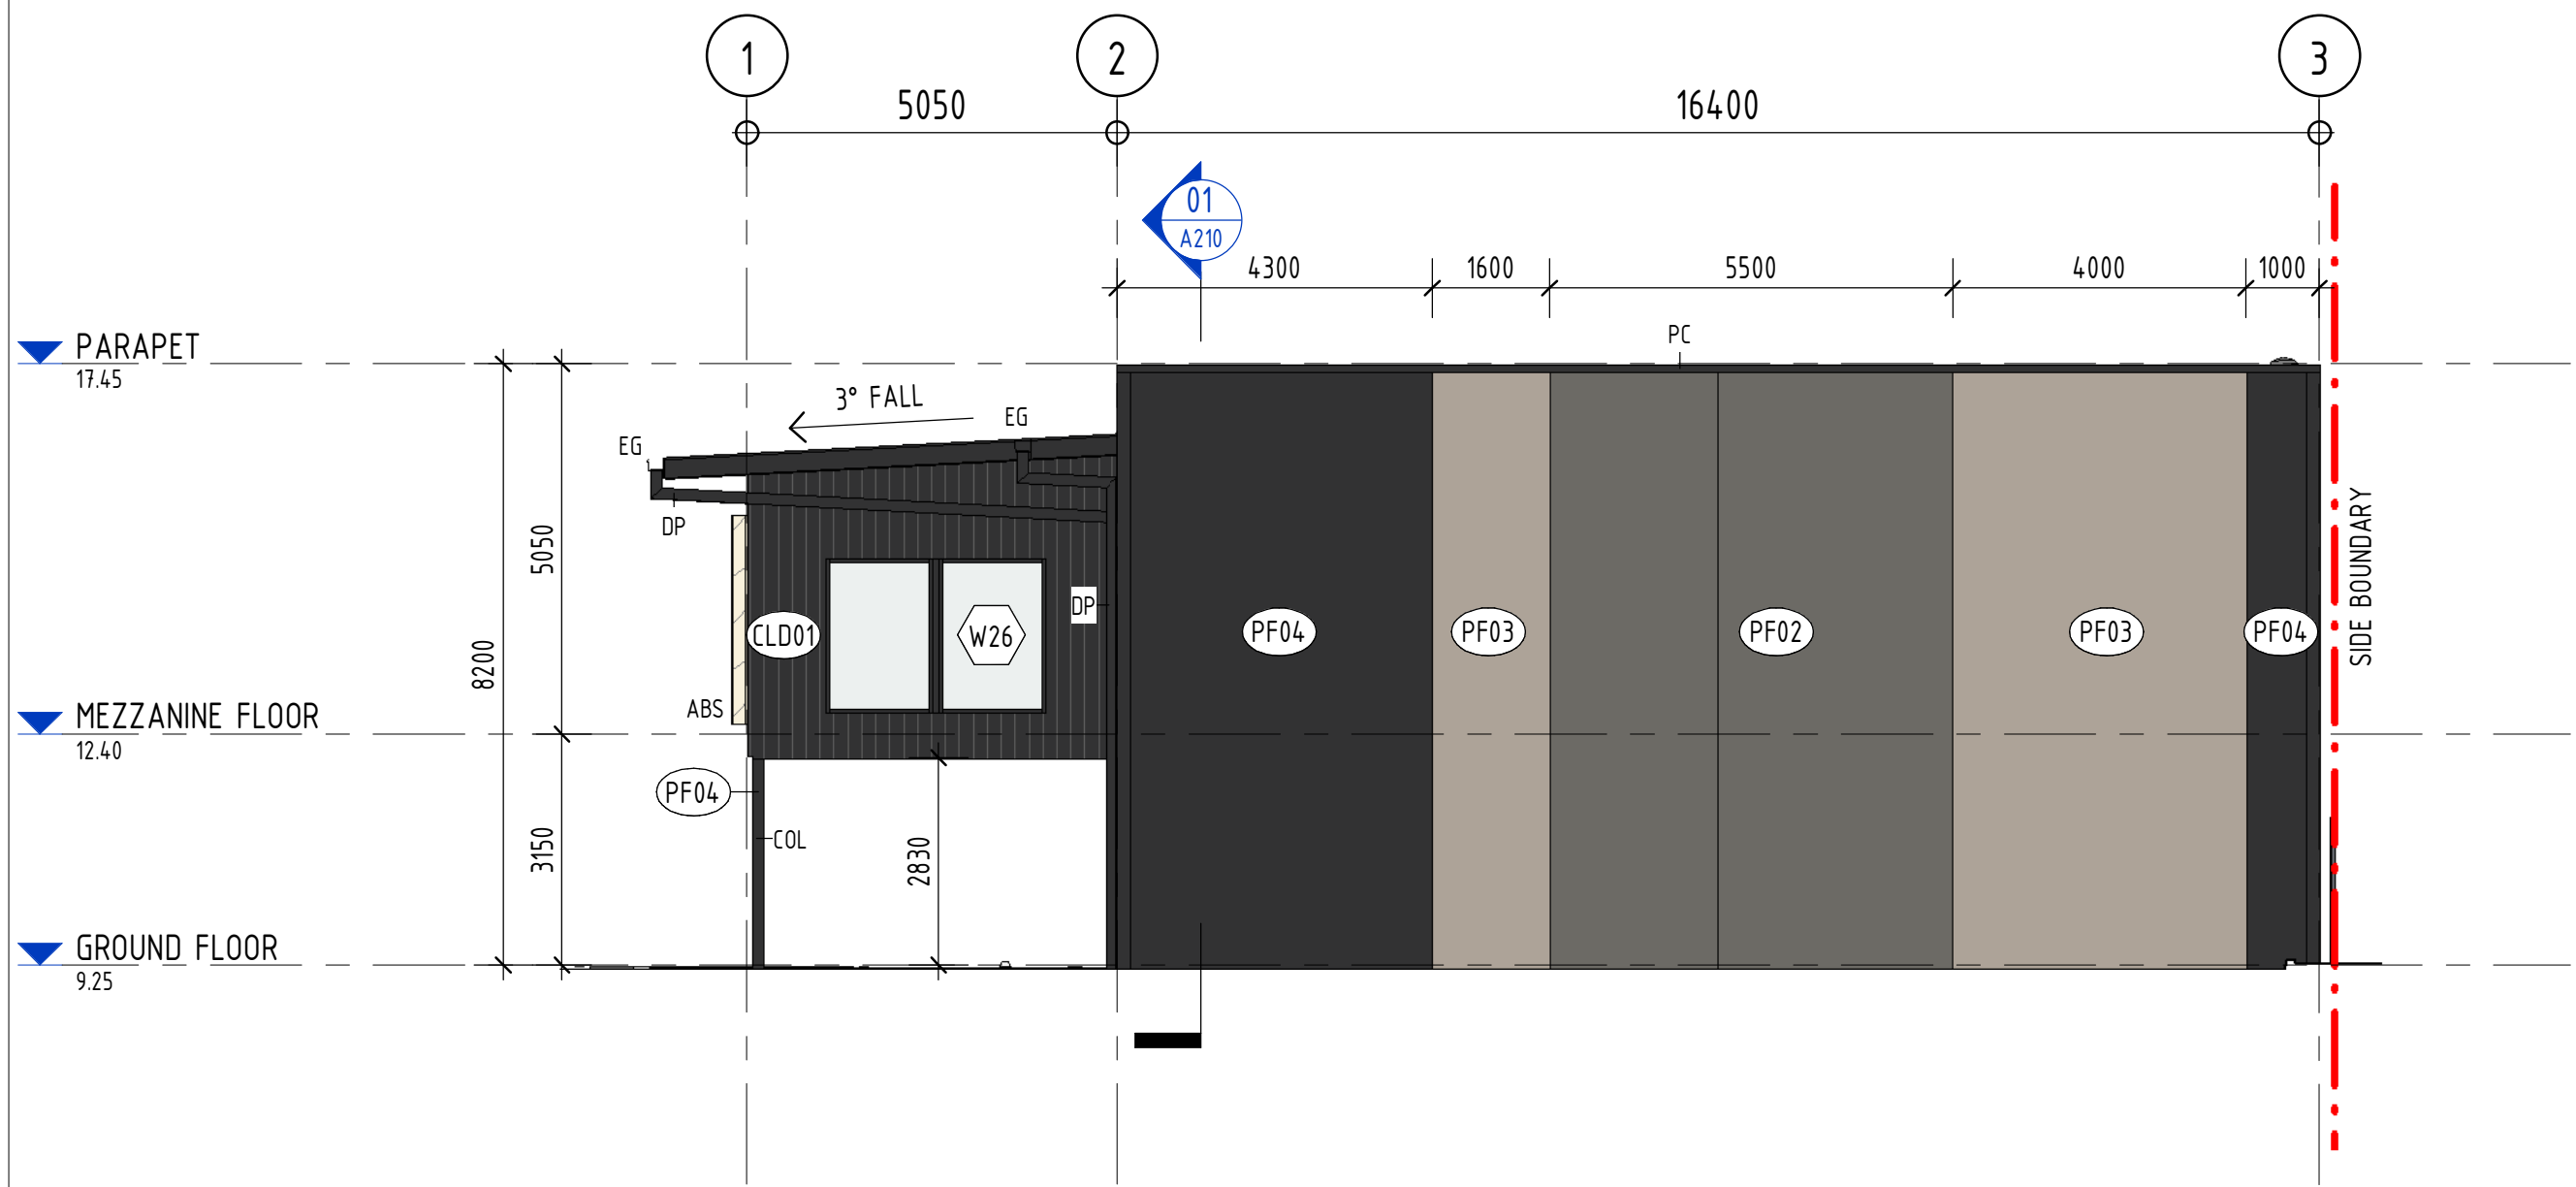 1
2
3
5050
16400
01
A210
4300
1600
5500
4000
1000
PARAPET
17.45
PC
3° FALL
EG
EG
DP
5050
8200
SIDE BOUNDARY
DP
CLD01
W26
PF04
PF03
PF02
PF03
PF04
ABS
MEZZANINE FLOOR
12.40
PF04
COL
3150
2830
GROUND FLOOR
9.25